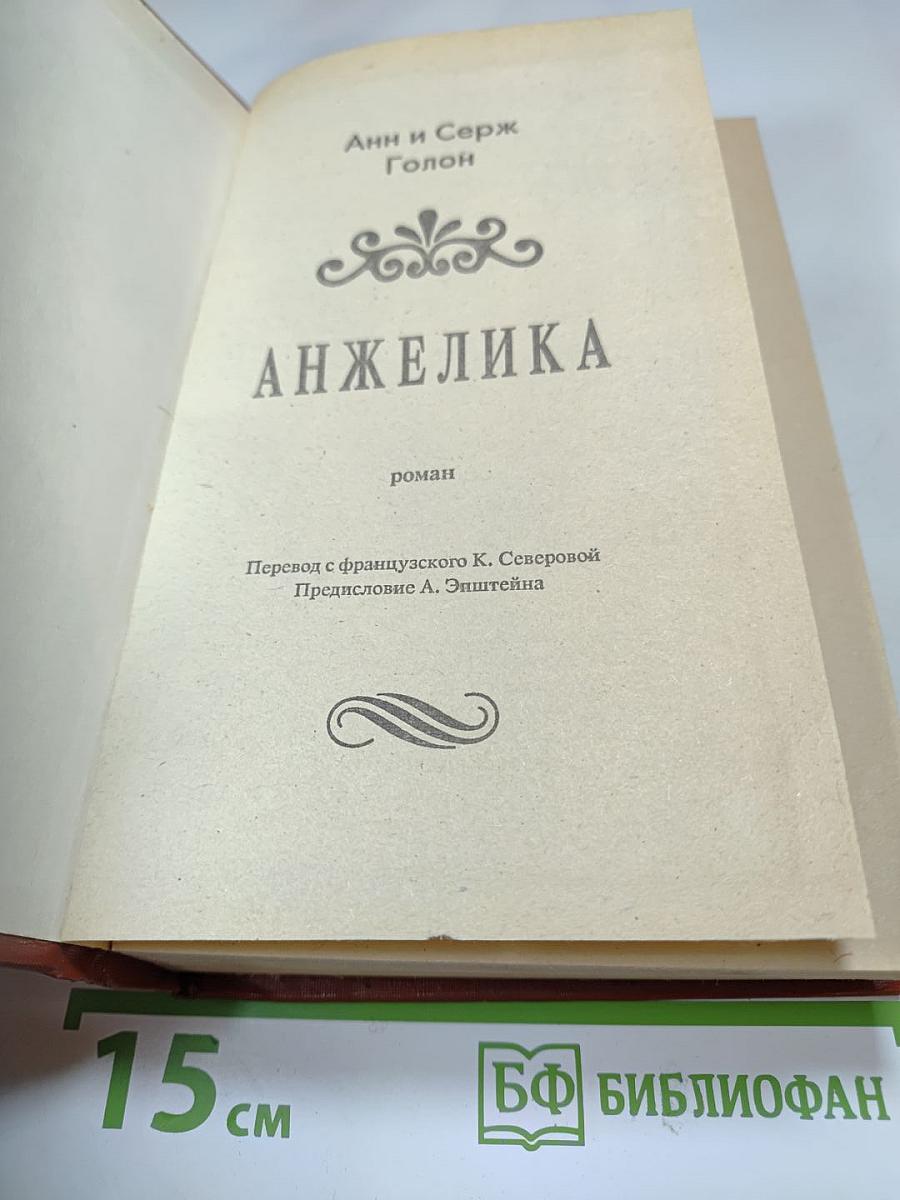 Анн и Серж
Голон
АНЖЕЛИКА
роман
Перевод с французского К. Северовой
Предисловие А. Эпштейна
15 см
БФ БИБЛИОФАН